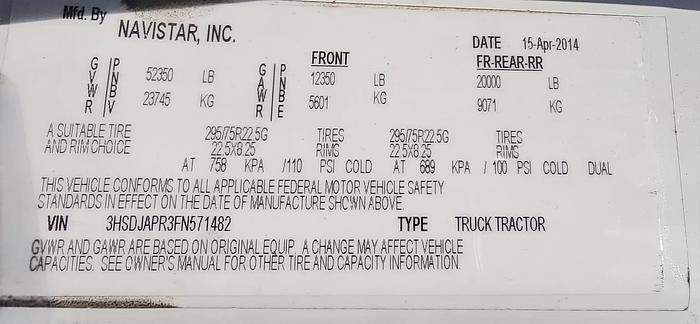 Mfd. By
NAVISTAR, INC.
DATE 15-Apr-2014
FRONT FR-REAR-RR
GVWR PNBV 52350 LB GAWR PNBE 12350 LB 20000 LB
23745 KG 5601 KG 9071 KG
A SUITABLE TIRE 295/75R22.5G TIRES 295/75R22.5G TIRES
AND RIM CHOICE 22.5X8.25 RIMS 22.5X8.25 RIMS
AT 758 KPA /110 PSI COLD AT 689 KPA / 100 PSI COLD DUAL
THIS VEHICLE CONFORMS TO ALL APPLICABLE FEDERAL MOTOR VEHICLE SAFETY
STANDARDS IN EFFECT ON THE DATE OF MANUFACTURE SHOWN ABOVE
VIN 3HSDJAPR3FN571482 TYPE TRUCK TRACTOR
GVWR AND GAWR ARE BASED ON ORIGINAL EQUIP. A CHANGE MAY AFFECT VEHICLE
CAPACITIES. SEE OWNER'S MANUAL FOR OTHER TIRE AND CAPACITY INFORMATION.